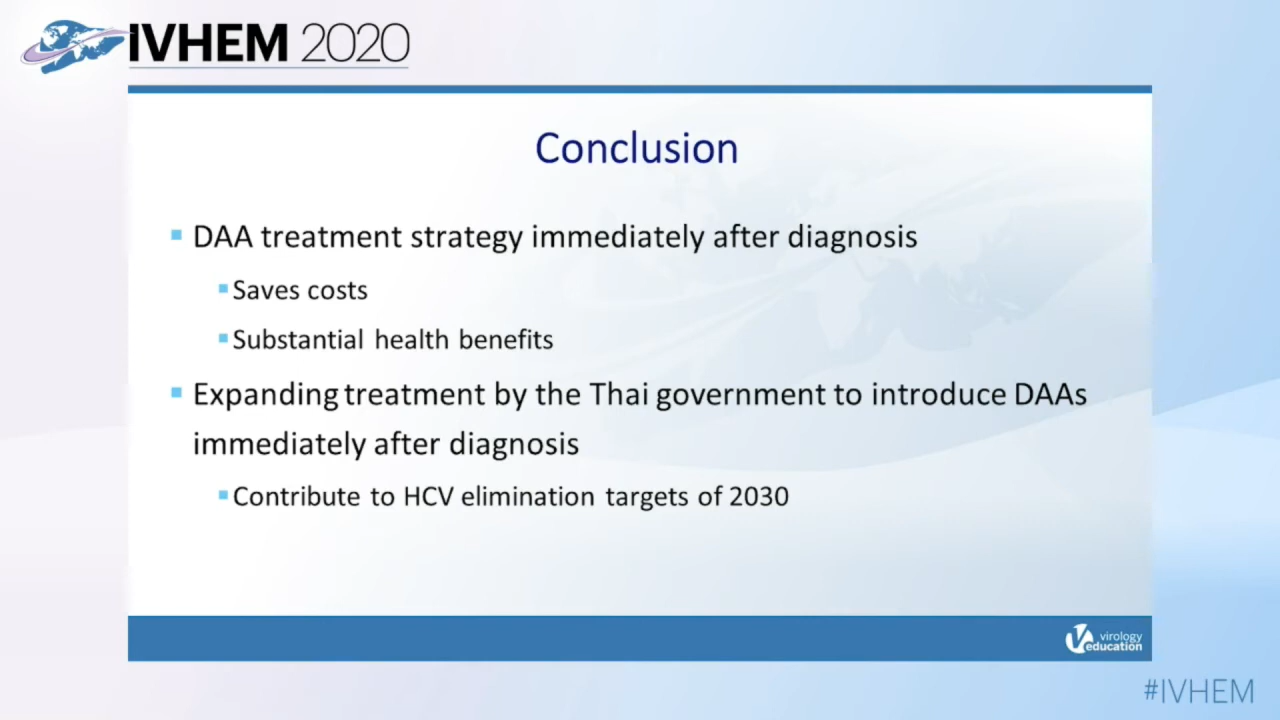 IVHEM 2020
Conclusion
DAA treatment strategy immediately after diagnosis
Saves costs
Substantial health benefits
Expanding treatment by the Thai government to introduce DAAs
immediately after diagnosis
Contribute to HCV elimination targets of 2030
virology
education
#IVHEM